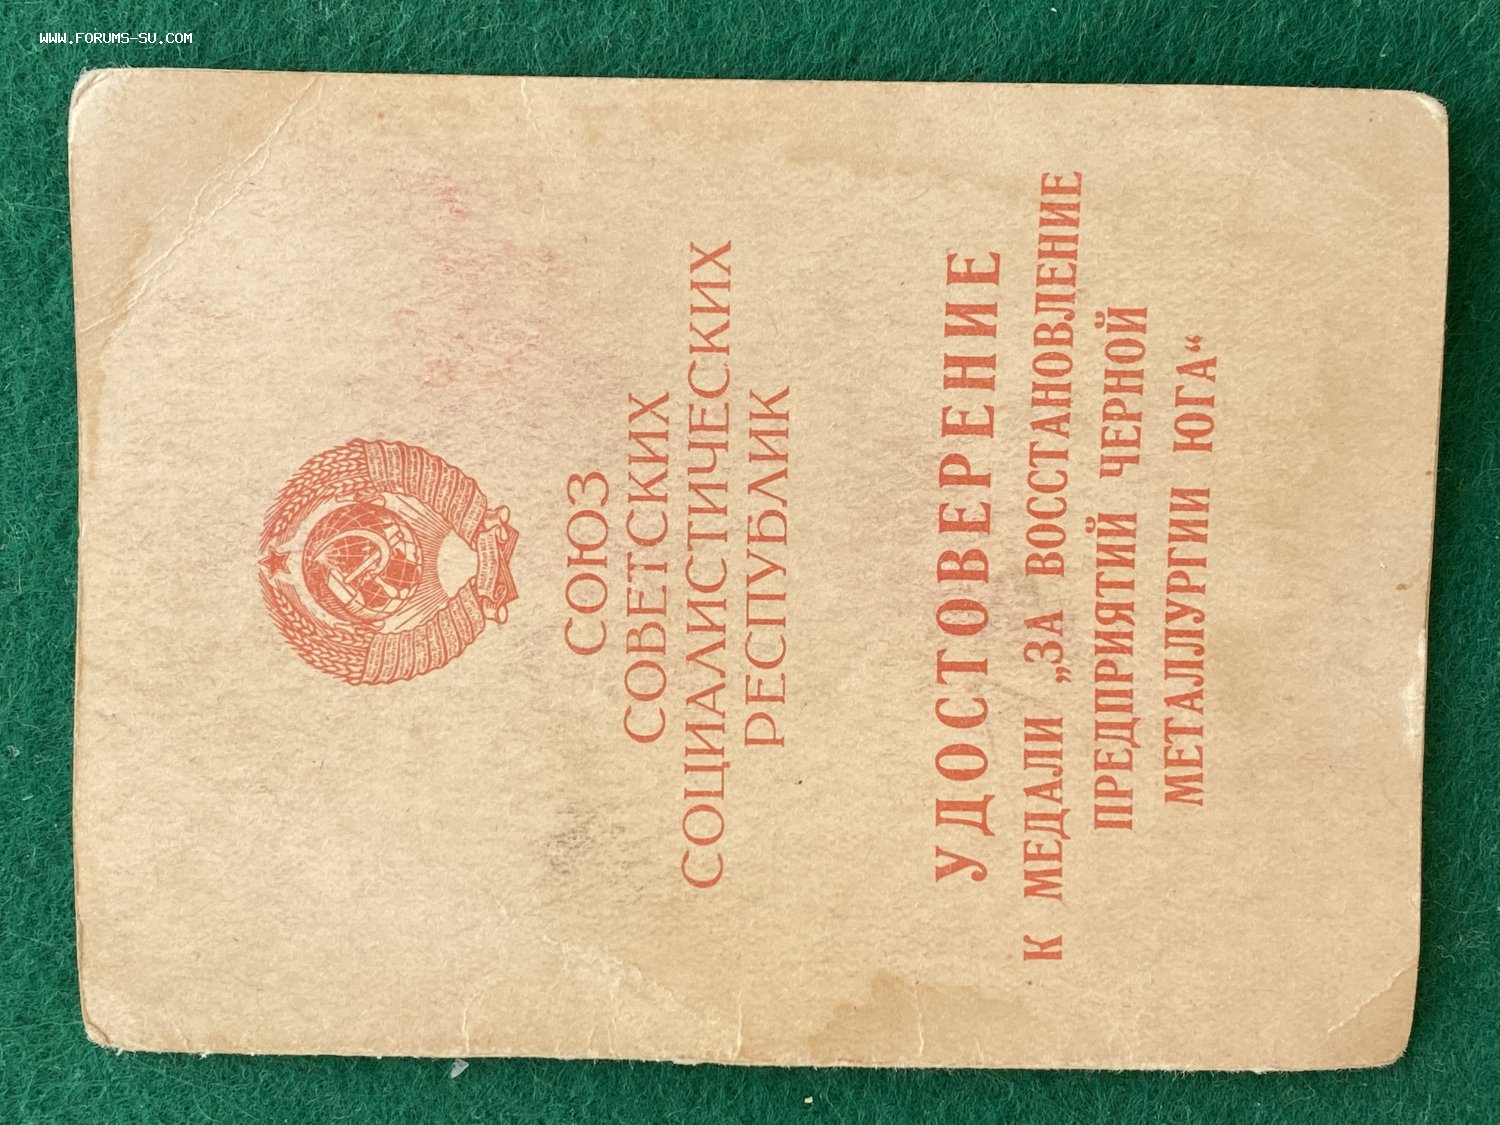 WWW.FORUMS-SU.COM
СОЮЗ
СОВЕТСКИХ
СОЦИАЛИСТИЧЕСКИХ
РЕСПУБЛИК
УДОСТОВЕРЕНИЕ
К МЕДАЛИ „ЗА ВОССТАНОВЛЕНИЕ
ПРЕДПРИЯТИЙ ЧЕРНОЙ
МЕТАЛЛУРГИИ ЮГА“